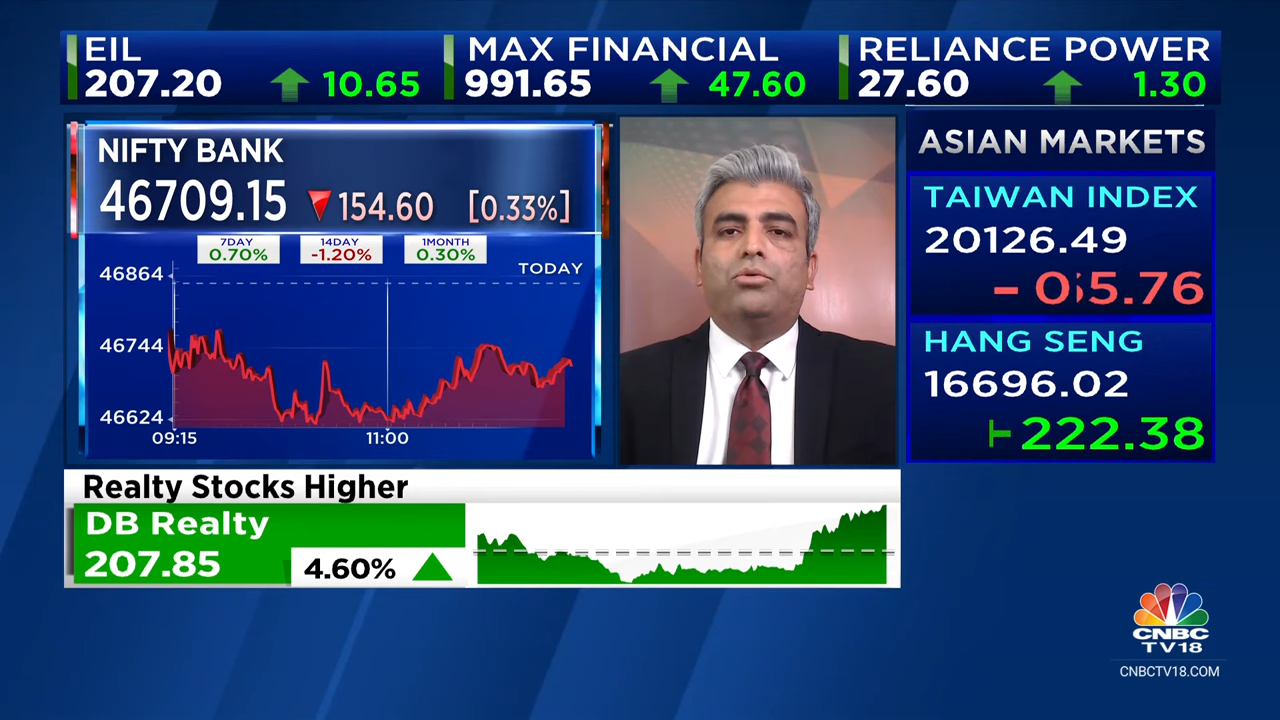 EIL
207.20 10.65
MAX FINANCIAL
991.65 47.60
RELIANCE POWER
27.60 1.30
NIFTY BANK
46709.15 154.60 [0.33%]
7DAY
0.70%
14DAY
-1.20%
1MONTH
0.30%
TODAY
46864
46744
46624
09:15 11:00
ASIAN MARKETS
TAIWAN INDEX
20126.49
HANG SENG
16696.02
222.38
Realty Stocks Higher
DB Realty
207.85 4.60%
CNBC
TV18
CNBCTV18.COM